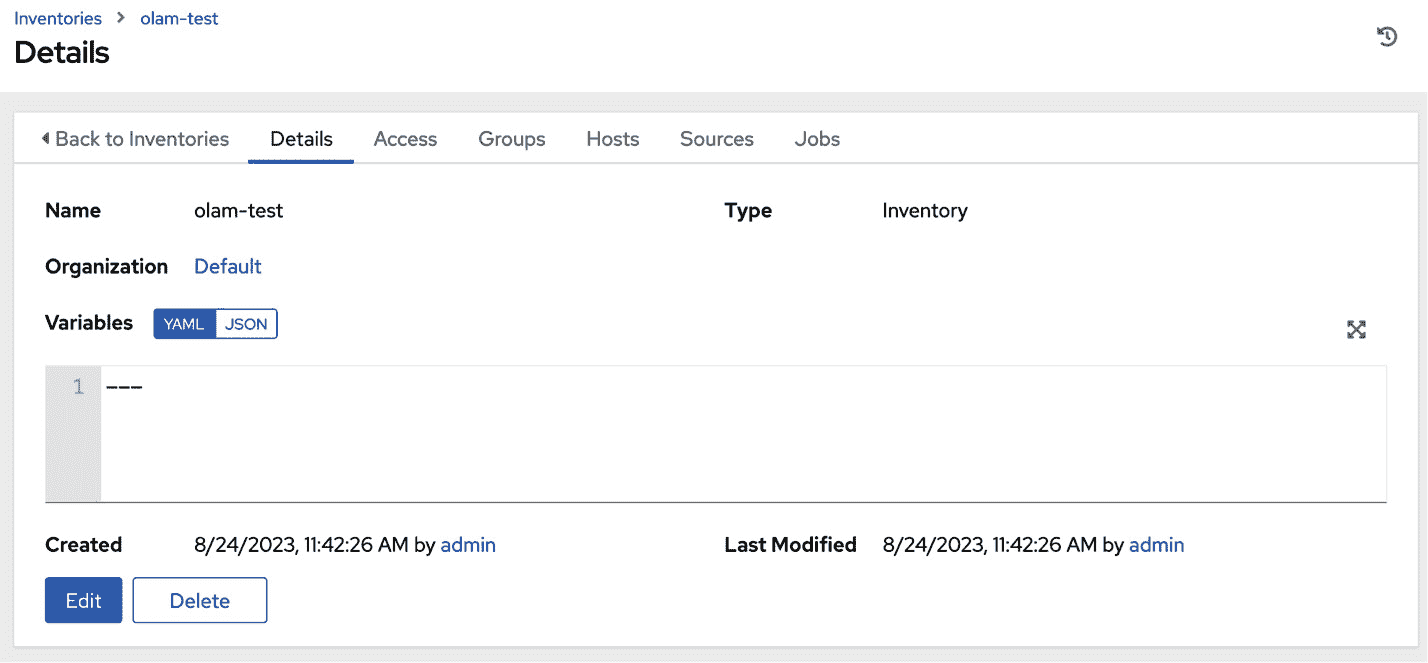 Inventories > olam-test
Details
Back to Inventories Details Access Groups Hosts Sources Jobs
Name olam-test Type Inventory
Organization Default
Variables YAML JSON
1 ---
Created 8/24/2023, 11:42:26 AM by admin Last Modified 8/24/2023, 11:42:26 AM by admin
Edit Delete